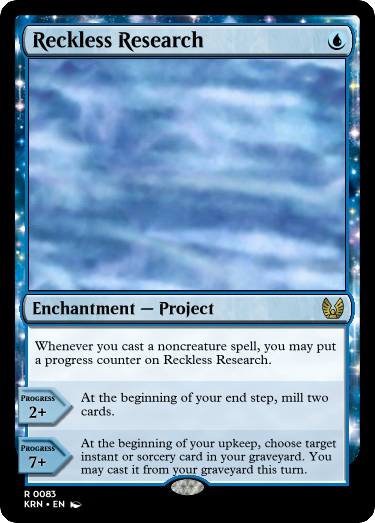 Reckless Research
Enchantment — Project
Whenever you cast a noncreature spell, you may put
a progress counter on Reckless Research.
PROGRESS
2+
At the beginning of your end step, mill two
cards.
PROGRESS
7+
At the beginning of your upkeep, choose target
instant or sorcery card in your graveyard. You
may cast it from your graveyard this turn.
R 0083
KRN • EN